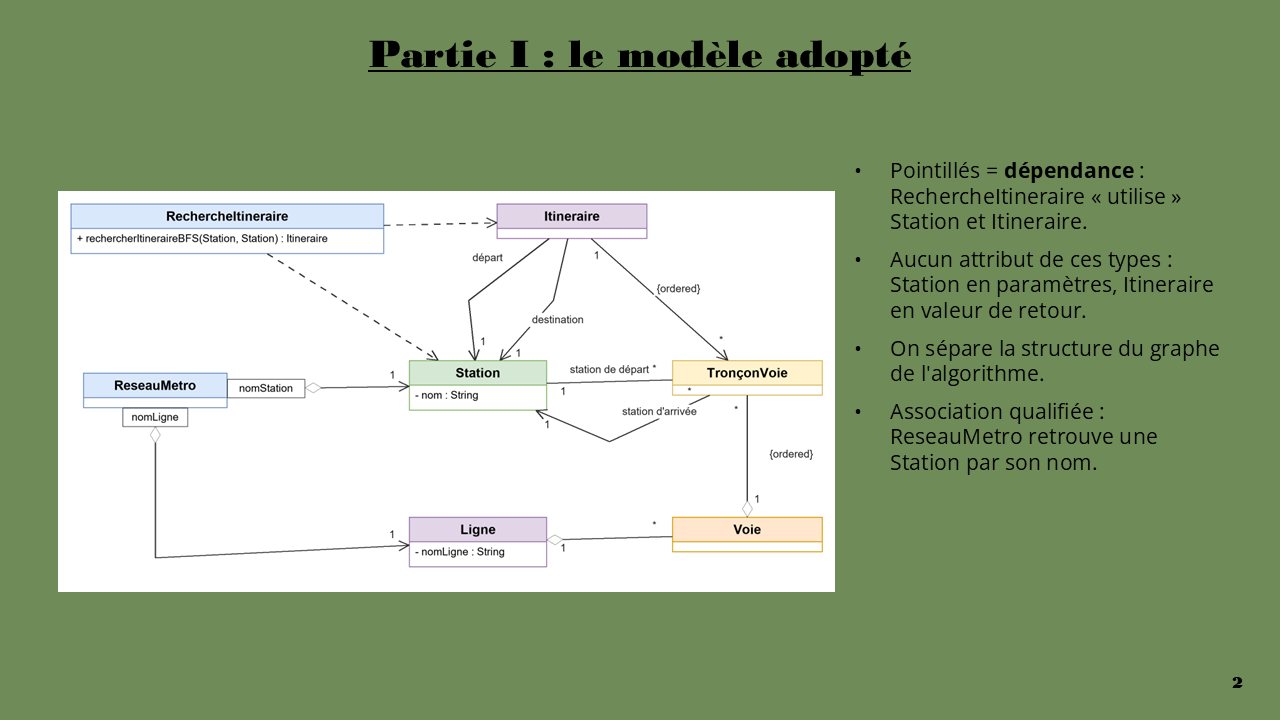 Partie I : le modèle adopté
RechercheItineraire
+ rechercherItineraireBFS(Station, Station) : Itineraire
Itineraire
départ
1
{ordered}
destination
1
1
*
ReseauMetro
nomStation
1
nomLigne
Station
- nom : String
station de départ *
1
TronçonVoie
*
station d'arrivée
1
*
{ordered}
1
Ligne
- nomLigne : String
1
*
1
Voie
• Pointillés = dépendance :
RechercheItineraire « utilise »
Station et Itineraire.
• Aucun attribut de ces types :
Station en paramètres, Itineraire
en valeur de retour.
• On sépare la structure du graphe
de l'algorithme.
• Association qualifiée :
ReseauMetro retrouve une
Station par son nom.
2